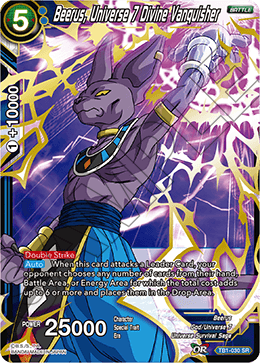 5
Beerus, Universe 7 Divine Vanquisher
BATTLE
1 +10000
Double Strike
Auto When this card attacks a Leader Card, your
opponent chooses any number of cards from their hand,
Battle Area, or Energy Area for which the total cost adds
up to 6 or more and places them in the Drop Area.
POWER 25000
Character Beerus
Special Trait God/Universe 7
Era Universe Survival Saga
TB1-030 SR